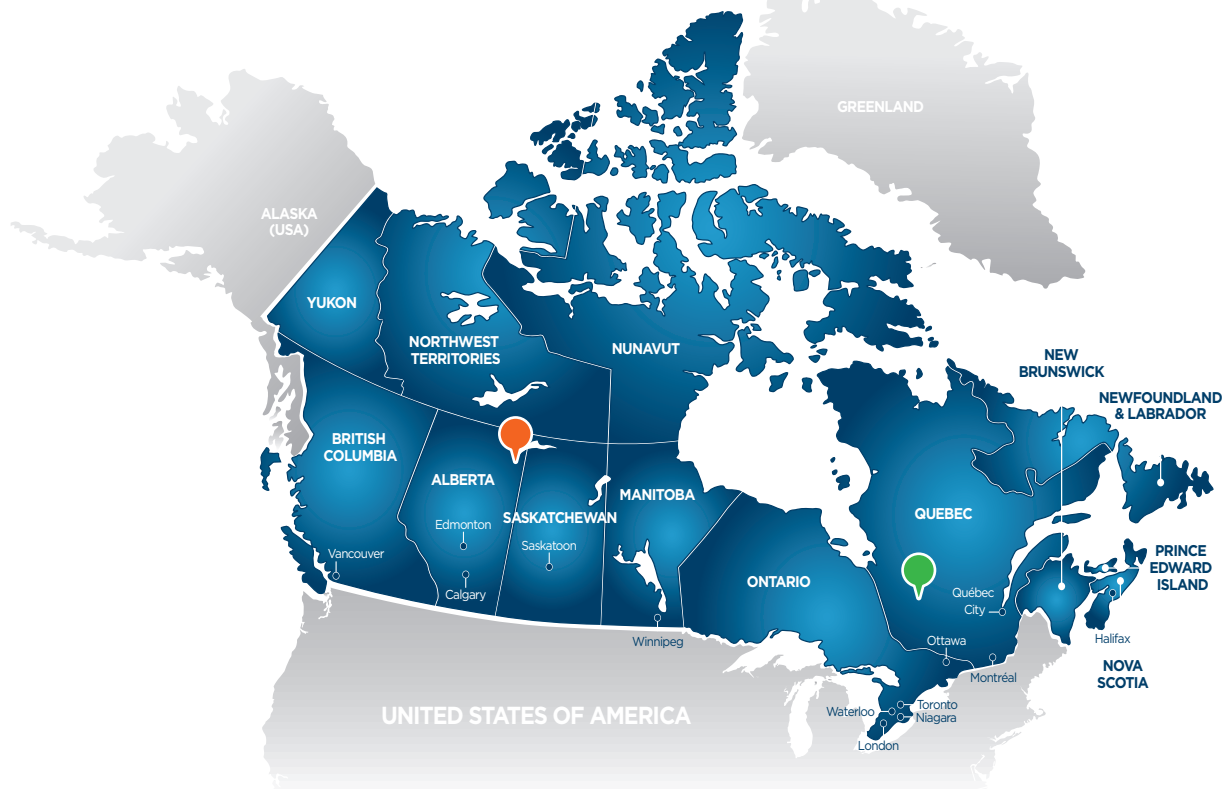 GREENLAND
ALASKA
(USA)
YUKON
NORTHWEST
TERRITORIES
NUNAVUT
NEW
BRUNSWICK
NEWFOUNDLAND
& LABRADOR
BRITISH
COLUMBIA
ALBERTA
SASKATCHEWAN
MANITOBA
QUEBEC
Edmonton
Saskatoon
Vancouver
Calgary
ONTARIO
PRINCE
EDWARD
ISLAND
Québec
City
Winnipeg
Ottawa
Halifax
Montréal
NOVA
SCOTIA
UNITED STATES OF AMERICA
Waterloo
Toronto
Niagara
London